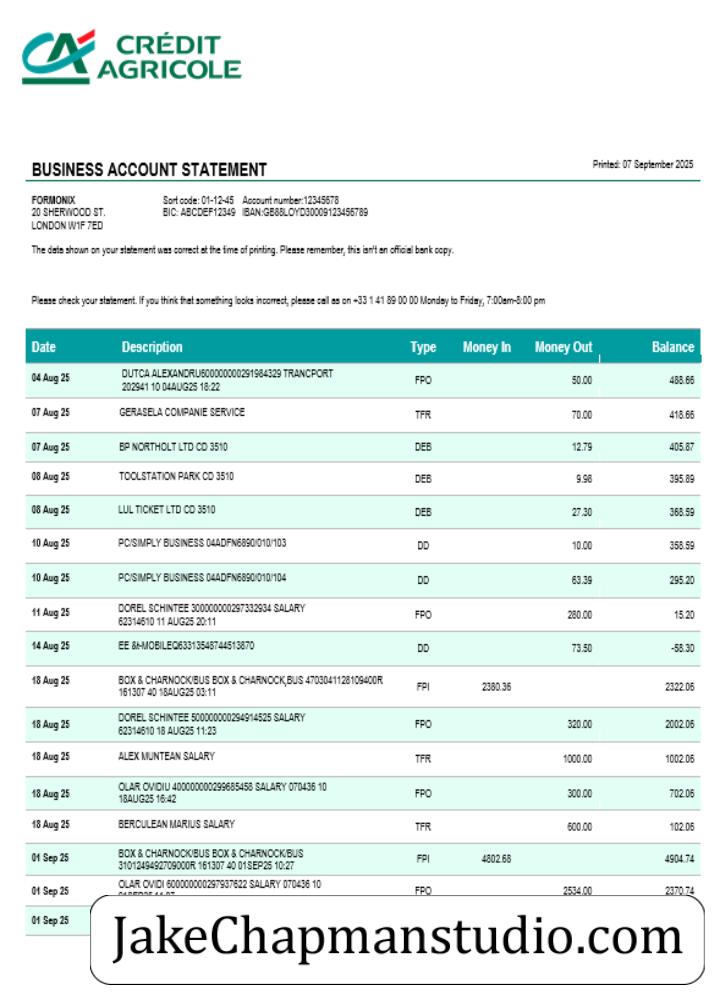 CRÉDIT
AGRICOLE
BUSINESS ACCOUNT STATEMENT
Printed: 07 September 2025
FORMONIX
Sort code: 01-12-45 Account number:12345678
20 SHERWOOD ST.
BIC: ABCDEF12349 IBAN:GB88LOYD30009123456789
LONDON W1F 7ED
The data shown on your statement was correct at the time of printing. Please remember, this isn't an official bank copy.
Please check your statement. If you think that something looks incorrect, please call as on +33 1 41 89 00 00 Monday to Friday, 7:00am-8:00 pm
Date Description Type Money In Money Out Balance
04 Aug 25 DUTCA ALEXANDRU600000000291984329 TRANCPORT
202941 10 04AUG25 18:22 FPO 50.00 488.66
07 Aug 25 GERASELA COMPANIE SERVICE TFR 70.00 418.66
07 Aug 25 BP NORTHOLT LTD CD 3510 DEB 12.79 405.87
08 Aug 25 TOOLSTATION PARK CD 3510 DEB 9.98 395.89
08 Aug 25 LUL TICKET LTD CD 3510 DEB 27.30 368.59
10 Aug 25 PC/SIMPLY BUSINESS 04ADFN6890/010/103 DD 10.00 358.59
10 Aug 25 PC/SIMPLY BUSINESS 04ADFN6890/010/104 DD 63.39 295.20
11 Aug 25 DOREL SCHINTEE 300000000297332934 SALARY
62314610 11 AUG25 20:11 FPO 280.00 15.20
14 Aug 25 EE &t-MOBILEQ63313548744513870 DD 73.50 -58.30
18 Aug 25 BOX & CHARNOCK/BUS BOX & CHARNOCK,BUS 4703041128109400R
161307 40 18AUG25 03:11 FPI 2380.36 2322.06
18 Aug 25 DOREL SCHINTEE 500000000294914525 SALARY
62314610 18 AUG25 11:23 FPO 320.00 2002.06
18 Aug 25 ALEX MUNTEAN SALARY TFR 1000.00 1002.06
18 Aug 25 OLAR OVIDIU 400000000299685458 SALARY 070436 10
18AUG25 16:42 FPO 300.00 702.06
18 Aug 25 BERCULEAN MARIUS SALARY TFR 600.00 102.06
01 Sep 25 BOX & CHARNOCK/BUS BOX & CHARNOCK/BUS
3101249492709000R 161307 40 01SEP25 10:27 FPI 4802.68 4904.74
01 Sep 25 OLAR OVIDI 600000000297937622 SALARY 070436 10
FPO 2534.00 2370.74
01 Sep 25
JakeChapmanstudio.com